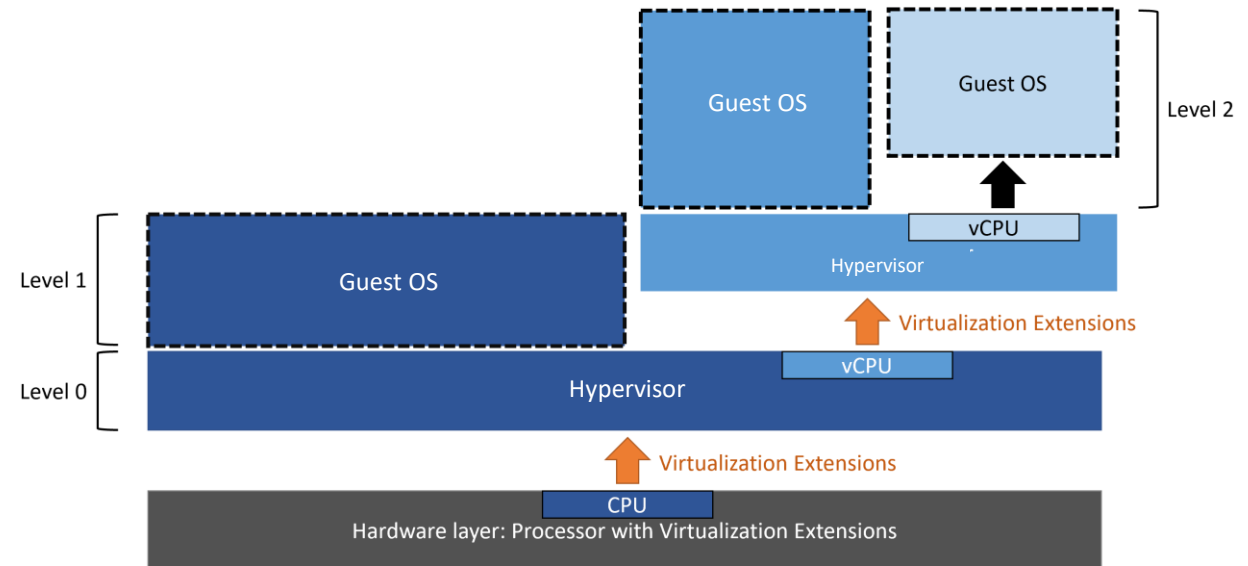 Guest OS
Guest OS
Level 2
vCPU
Hypervisor
Level 1
Guest OS
Virtualization Extensions
vCPU
Level 0
Hypervisor
Virtualization Extensions
CPU
Hardware layer: Processor with Virtualization Extensions